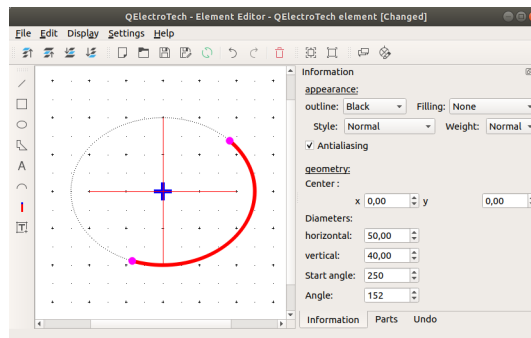 QElectroTech - Element Editor - QElectroTech element [Changed]
File Edit Display Settings Help
Information
appearance:
outline: Black Filling: None
Style: Normal Weight: Normal
Antialiasing
geometry:
Center :
x 0,00 y 0,00
Diameters:
horizontal: 50,00
vertical: 40,00
Start angle: 250
Angle: 152
A
T
Information Parts Undo